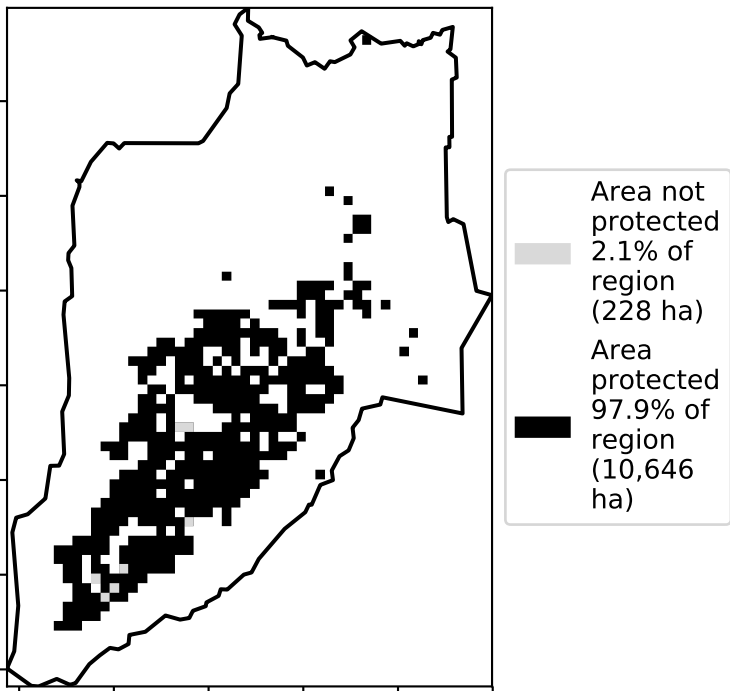 Area not
protected
2.1% of
region
(228 ha)
Area
protected
97.9% of
region
(10,646
ha)